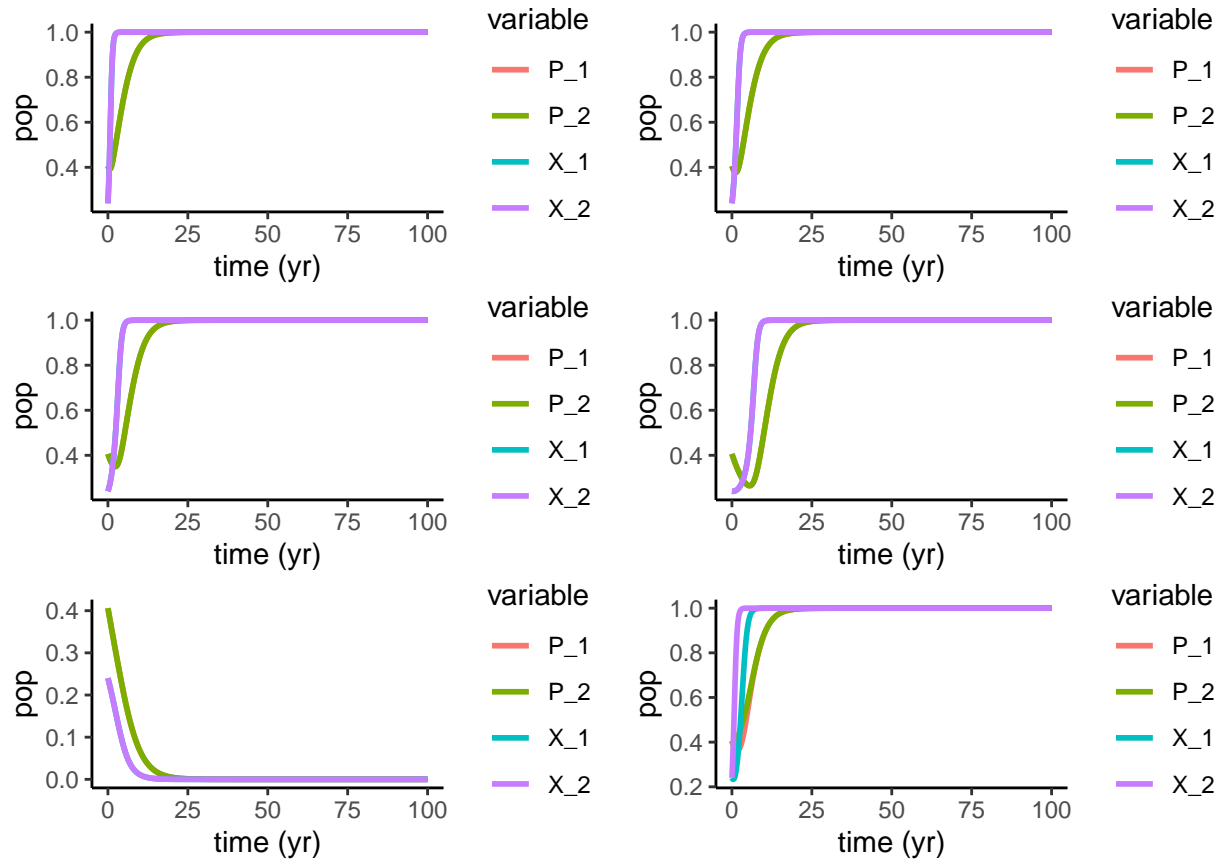 variable
1.0
0.8
0.6
0.4
pop
0 25 50 75 100
time (yr)
P_1
P_2
X_1
X_2
variable
1.0
0.8
0.6
0.4
pop
0 25 50 75 100
time (yr)
P_1
P_2
X_1
X_2
variable
1.0
0.8
0.6
0.4
pop
0 25 50 75 100
time (yr)
P_1
P_2
X_1
X_2
variable
1.0
0.8
0.6
0.4
pop
0 25 50 75 100
time (yr)
P_1
P_2
X_1
X_2
variable
0.4
0.3
0.2
0.1
0.0
pop
0 25 50 75 100
time (yr)
P_1
P_2
X_1
X_2
variable
1.0
0.8
0.6
0.4
0.2
pop
0 25 50 75 100
time (yr)
P_1
P_2
X_1
X_2